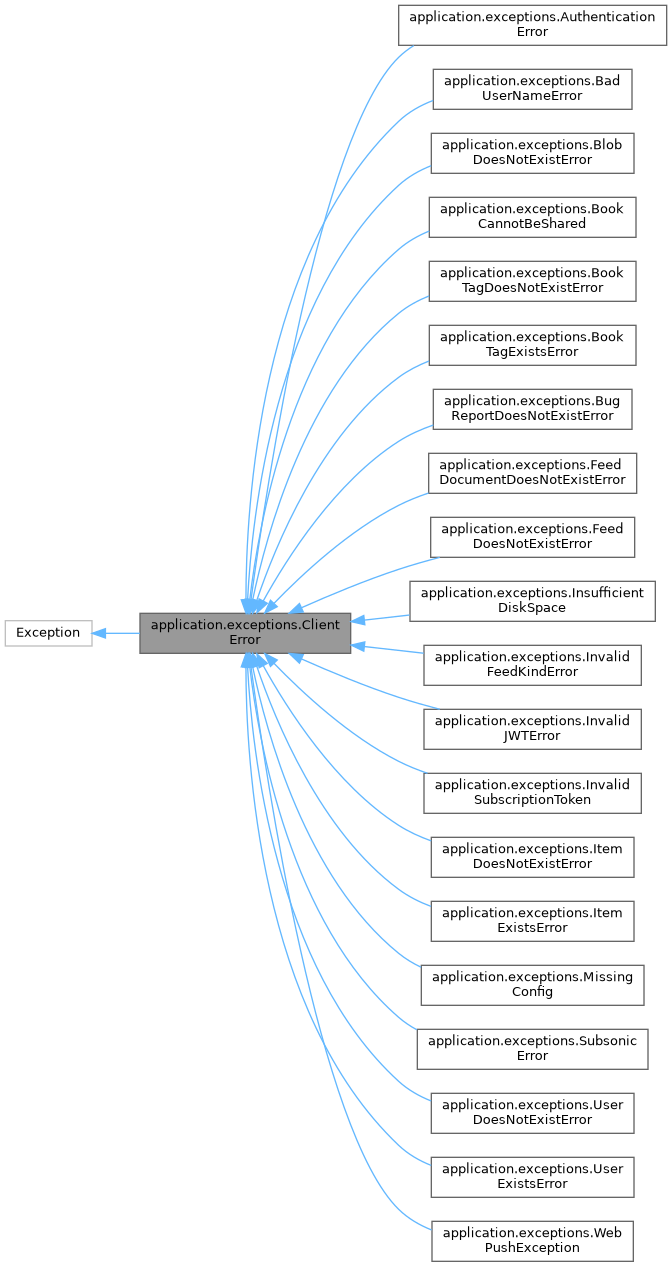 application.exceptions.Authentication
Error
application.exceptions.Bad
UserNameError
application.exceptions.Blob
DoesNotExistError
application.exceptions.Book
CannotBeShared
application.exceptions.Book
TagDoesNotExistError
application.exceptions.Book
TagExistsError
application.exceptions.Bug
ReportDoesNotExistError
application.exceptions.Feed
DocumentDoesNotExistError
application.exceptions.Feed
DoesNotExistError
application.exceptions.Insufficient
DiskSpace
Exception
application.exceptions.Client
Error
application.exceptions.Invalid
FeedKindError
application.exceptions.Invalid
JWTError
application.exceptions.Invalid
SubscriptionToken
application.exceptions.Item
DoesNotExistError
application.exceptions.Item
ExistsError
application.exceptions.Missing
Config
application.exceptions.Subsonic
Error
application.exceptions.User
DoesNotExistError
application.exceptions.User
ExistsError
application.exceptions.Web
PushException